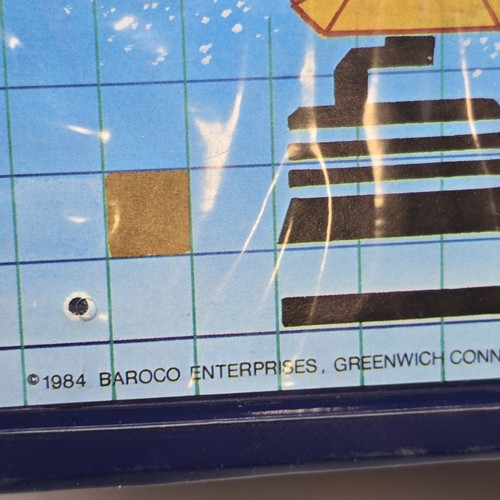 ©1984 BAROCO ENTERPRISES, GREENWICH CONN